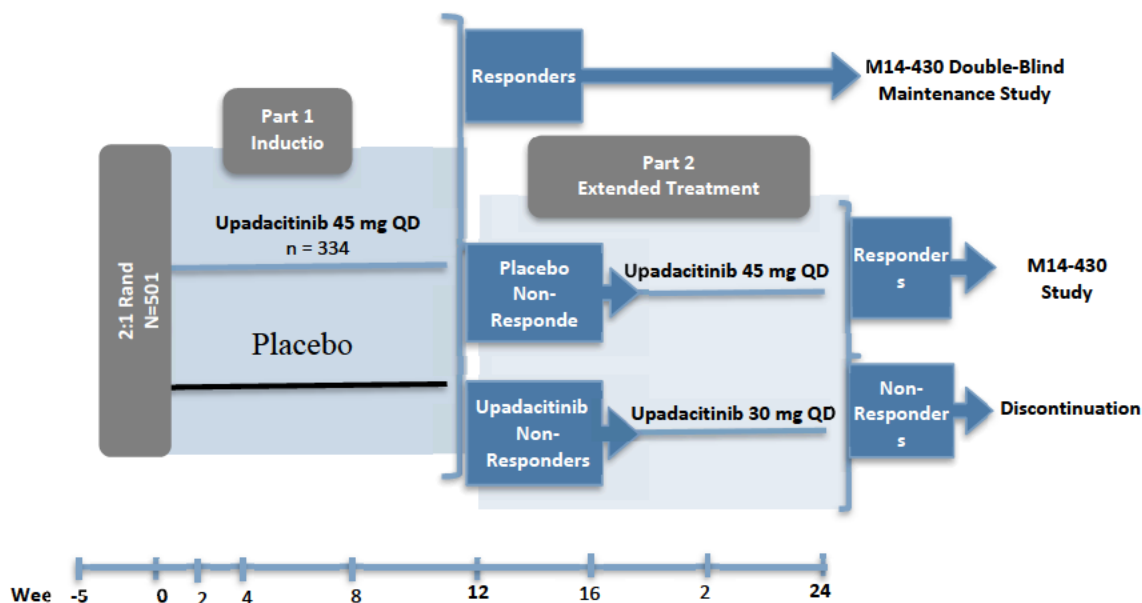 Responders
M14-430 Double-Blind
Maintenance Study
Part 1
Inductio
Part 2
Extended Treatment
2:1 Rand
N=501
Upadacitinib 45 mg QD
n = 334
Placebo
Placebo
Non-
Responde
Upadacitinib 45 mg QD
Responder
s
M14-430
Study
Upadacitinib
Non-
Responders
Upadacitinib 30 mg QD
Non-
Responder
s
Discontinuation
Wee -5 0 2 4 8 12 16 2 24